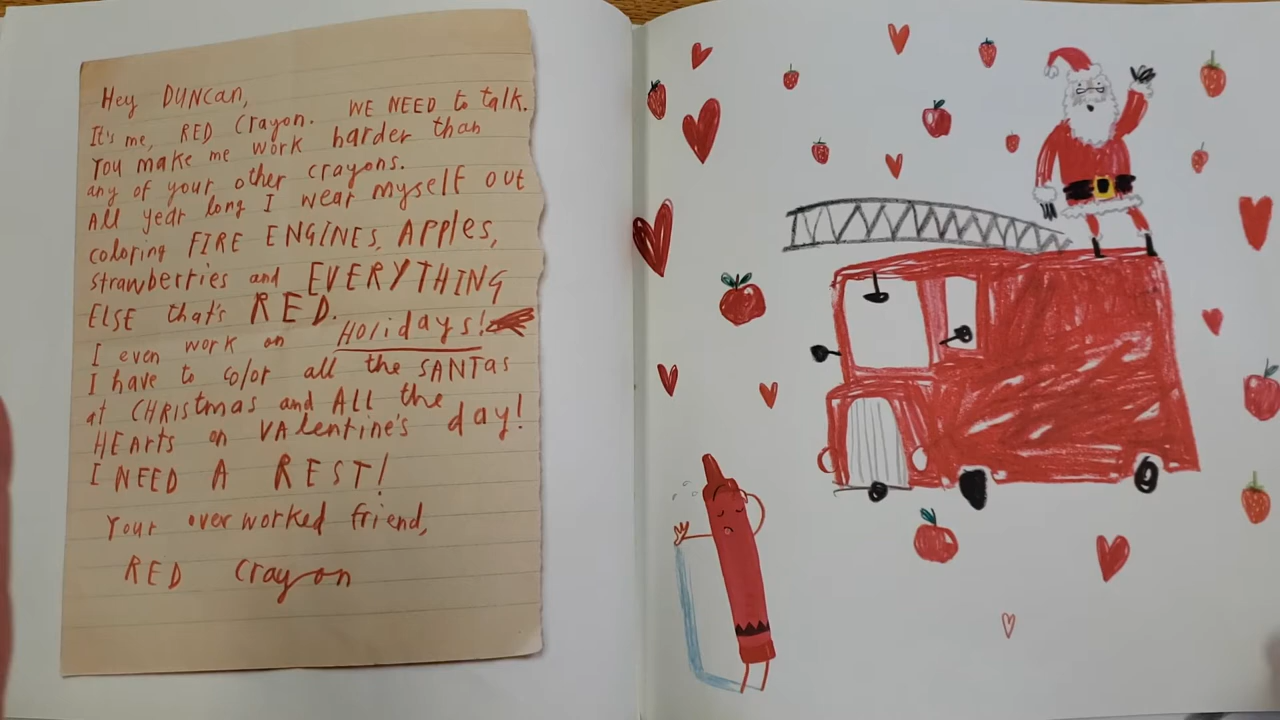 Hey DUNCAN,
It's me, RED Crayon. WE NEED to talk.
You make me work harder than
any of your other crayons.
All year long I wear myself out
coloring FIRE ENGINES, APples,
strawberries and EVERYTHING
ELSE that's RED.
I even work on HOlidays!
I have to color all the SANTas
at CHRIStmas and All the
HEArts on VAlentine's day!
I NEED A REST!
Your overworked friend,
RED Crayon